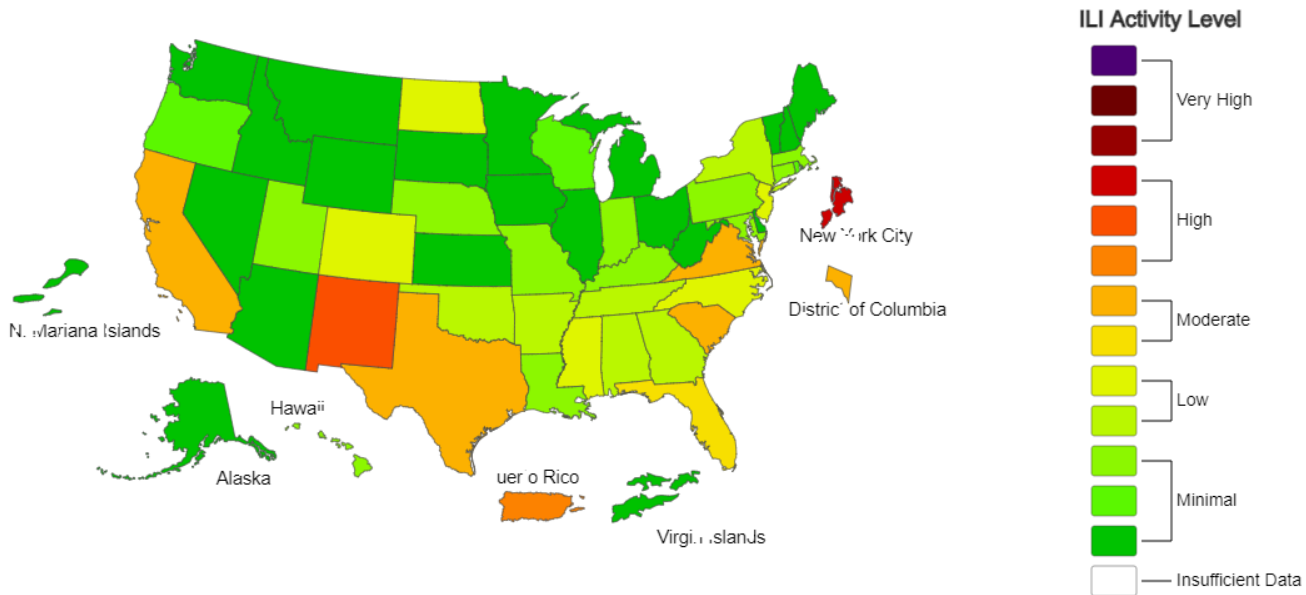 ILI Activity Level
Very High
High
New York City
District of Columbia
Moderate
N. Mariana Islands
Low
Hawaii
Alaska
Rico
Minimal
Islands
Insufficient Data